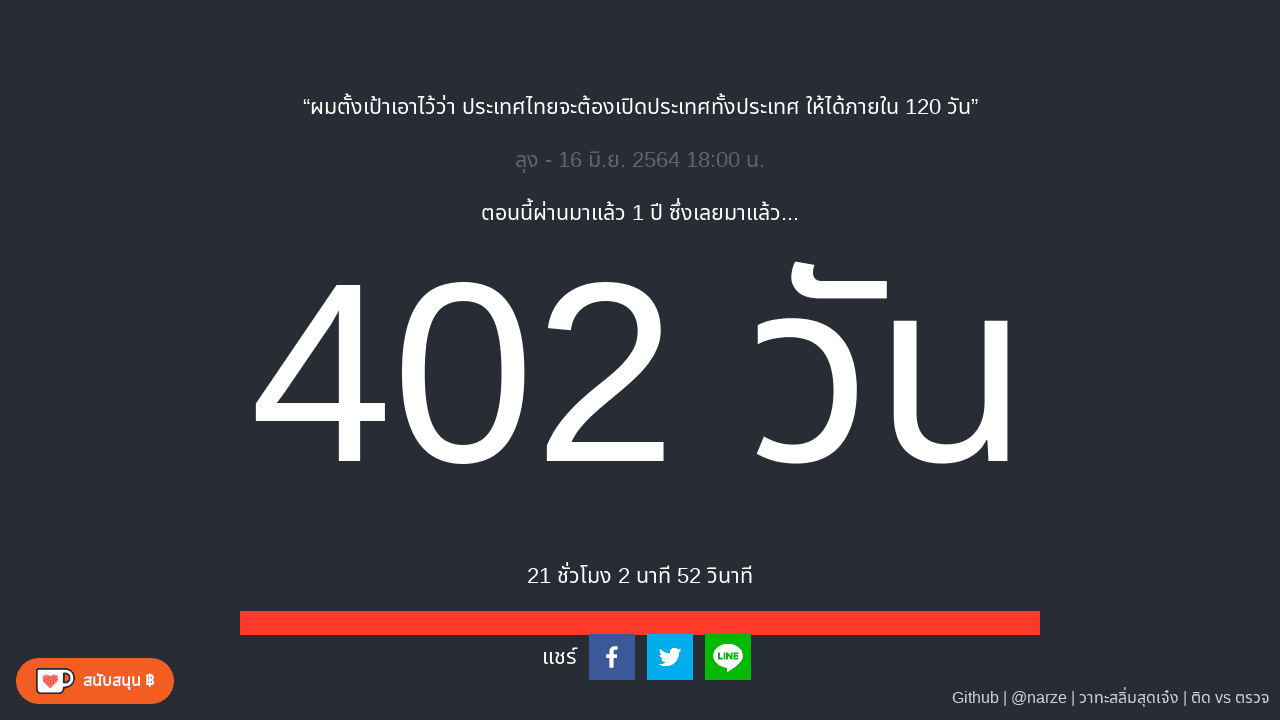 “ผมตั้งเป้าเอาไว้ว่า ประเทศไทยจะต้องเปิดประเทศทั้งประเทศ ให้ได้ภายใน 120 วัน”
ลุง - 16 มิ.ย. 2564 18:00 น.
ตอนนี้ผ่านมาแล้ว 1 ปี ซึ่งเลยมาแล้ว...
402 วัน
21 ชั่วโมง 2 นาที 52 วินาที
แชร์
LINE
สนับสนุน ฿
Github | @narze | วาทะสลิ่มสุดเจ๋ง | ติด vs ตรวจ